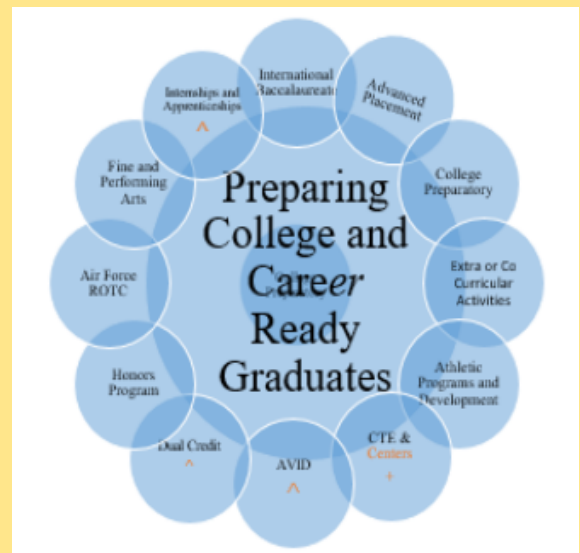 Preparing
College and
Career
Ready
Graduates
International
Baccalaureate
Advanced
Placement
College
Preparatory
Extra or Co
Curricular
Activities
Athletic
Programs and
Development
CTE &
Centers
+
AVID
^
Dual Credit
^
Honors
Program
Air Force
ROTC
Fine and
Performing
Arts
Internships and
Apprenticeships
^